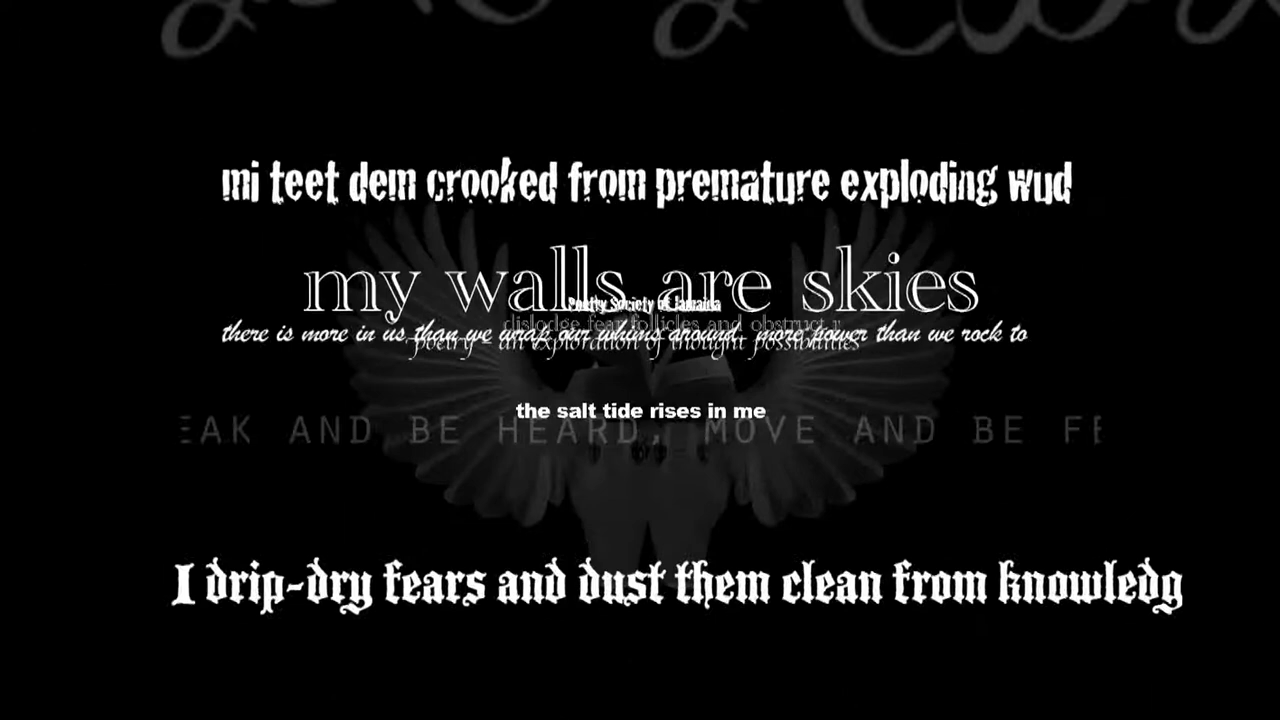 mi teet dem crooked from premature exploding wud
my walls are skies
Poetry Society of Jamaica
dislodge fear follicles and obstruct
there is more in us than we wrap our whims around, more power than we rock to
poetry - an exploration of thought possibilities
the salt tide rises in me
EAK AND BE HEARD, MOVE AND BE FE
I drip-dry fears and dust them clean from knowledg